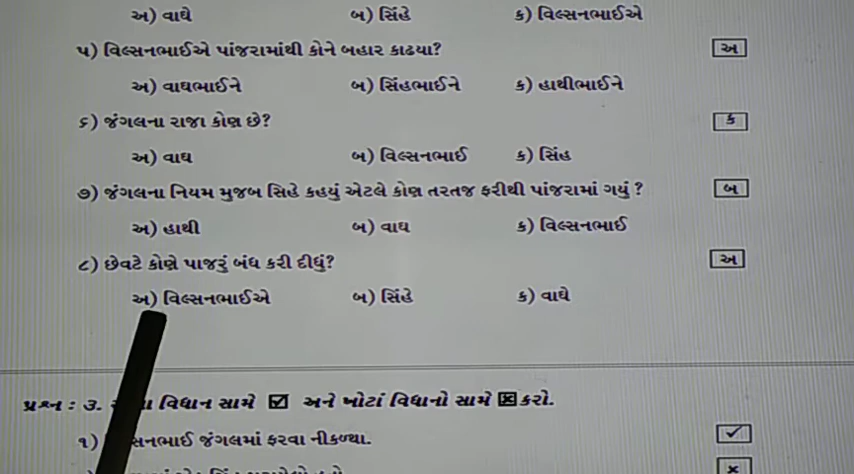 અ) વાઘે બ) સિંહે ક) વિલ્સનભાઈએ
૫) વિલ્સનભાઈએ પાંજરામાંથી કોને બહાર કાઢયા? અ
અ) વાઘભાઈને બ) સિંહભાઈને ક) હાથીભાઈને
૬) જંગલના રાજા કોણ છે? ક
અ) વાઘ બ) વિલ્સનભાઈ ક) સિંહ
૭) જંગલના નિયમ મુજબ સિહે કહયું એટલે કોણ તરતજ ફરીથી પાંજરામાં ગયું ? બ
અ) હાથી બ) વાઘ ક) વિલ્સનભાઈ
૮) છેવટે કોણે પાજરું બંધ કરી દીધું? અ
અ) વિલ્સનભાઈએ બ) સિંહે ક) વાઘે
પ્રશ્ન : ૩. વિધાન સામે ☑ અને ખોટાં વિધાનો સામે ☒ કરો.
૧) જંગલમાં ફરવા નીકળ્યા. ✓
✗